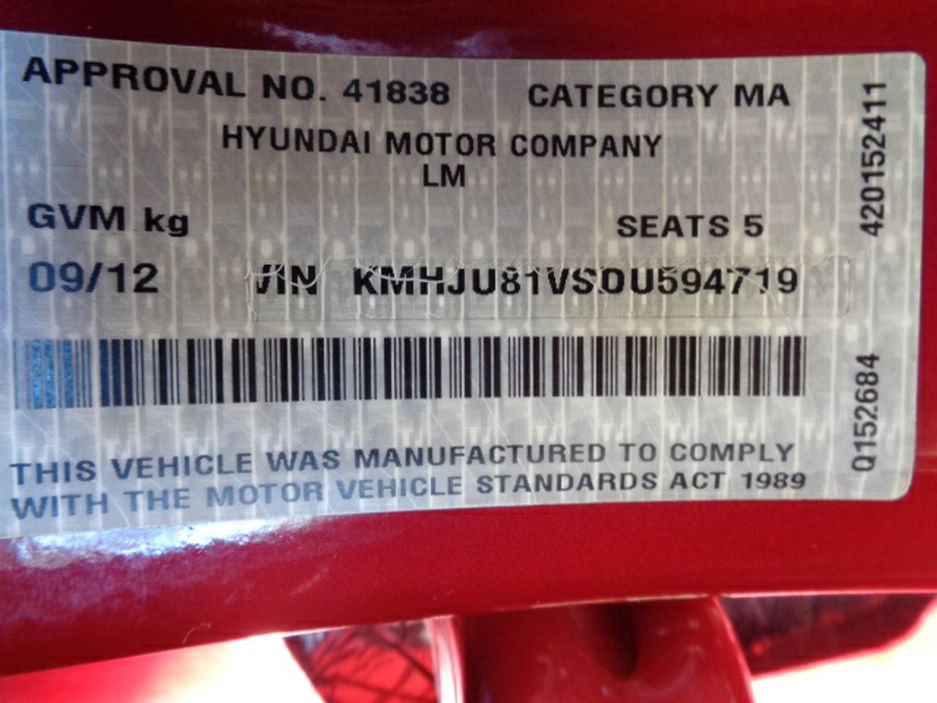 APPROVAL NO. 41838 CATEGORY MA
HYUNDAI MOTOR COMPANY
LM
GVM kg SEATS 5
09/12 VIN KMHJU81VSDU594719
THIS VEHICLE WAS MANUFACTURED TO COMPLY
WITH THE MOTOR VEHICLE STANDARDS ACT 1989
420152411
Q152684